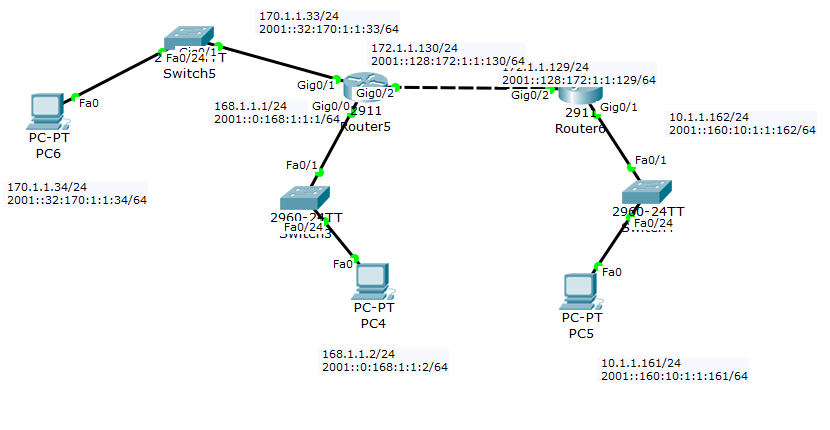 170.1.1.33/24
2001::32:170:1:1:33/64
Gig0/1
2
Fa0/24
TT
Switch5
Fa0
PC-PT
PC6
170.1.1.34/24
2001::32:170:1:1:34/64
172.1.1.130/24
2001::128:172:1:1:130/64
Gig0/1
Gig0/2
Gig0/0
2911
Router5
168.1.1.1/24
2001::0:168:1:1:1/64
172.1.1.129/24
2001::128:172:1:1:129/64
Gig0/2
Gig0/1
2911
Router6
10.1.1.162/24
2001::160:10:1:1:162/64
Fa0/1
2960-24TT
Fa0/24
Fa0
PC-PT
PC4
168.1.1.2/24
2001::0:168:1:1:2/64
Fa0/1
2960-24TT
Fa0/24
Fa0
PC-PT
PC5
10.1.1.161/24
2001::160:10:1:1:161/64